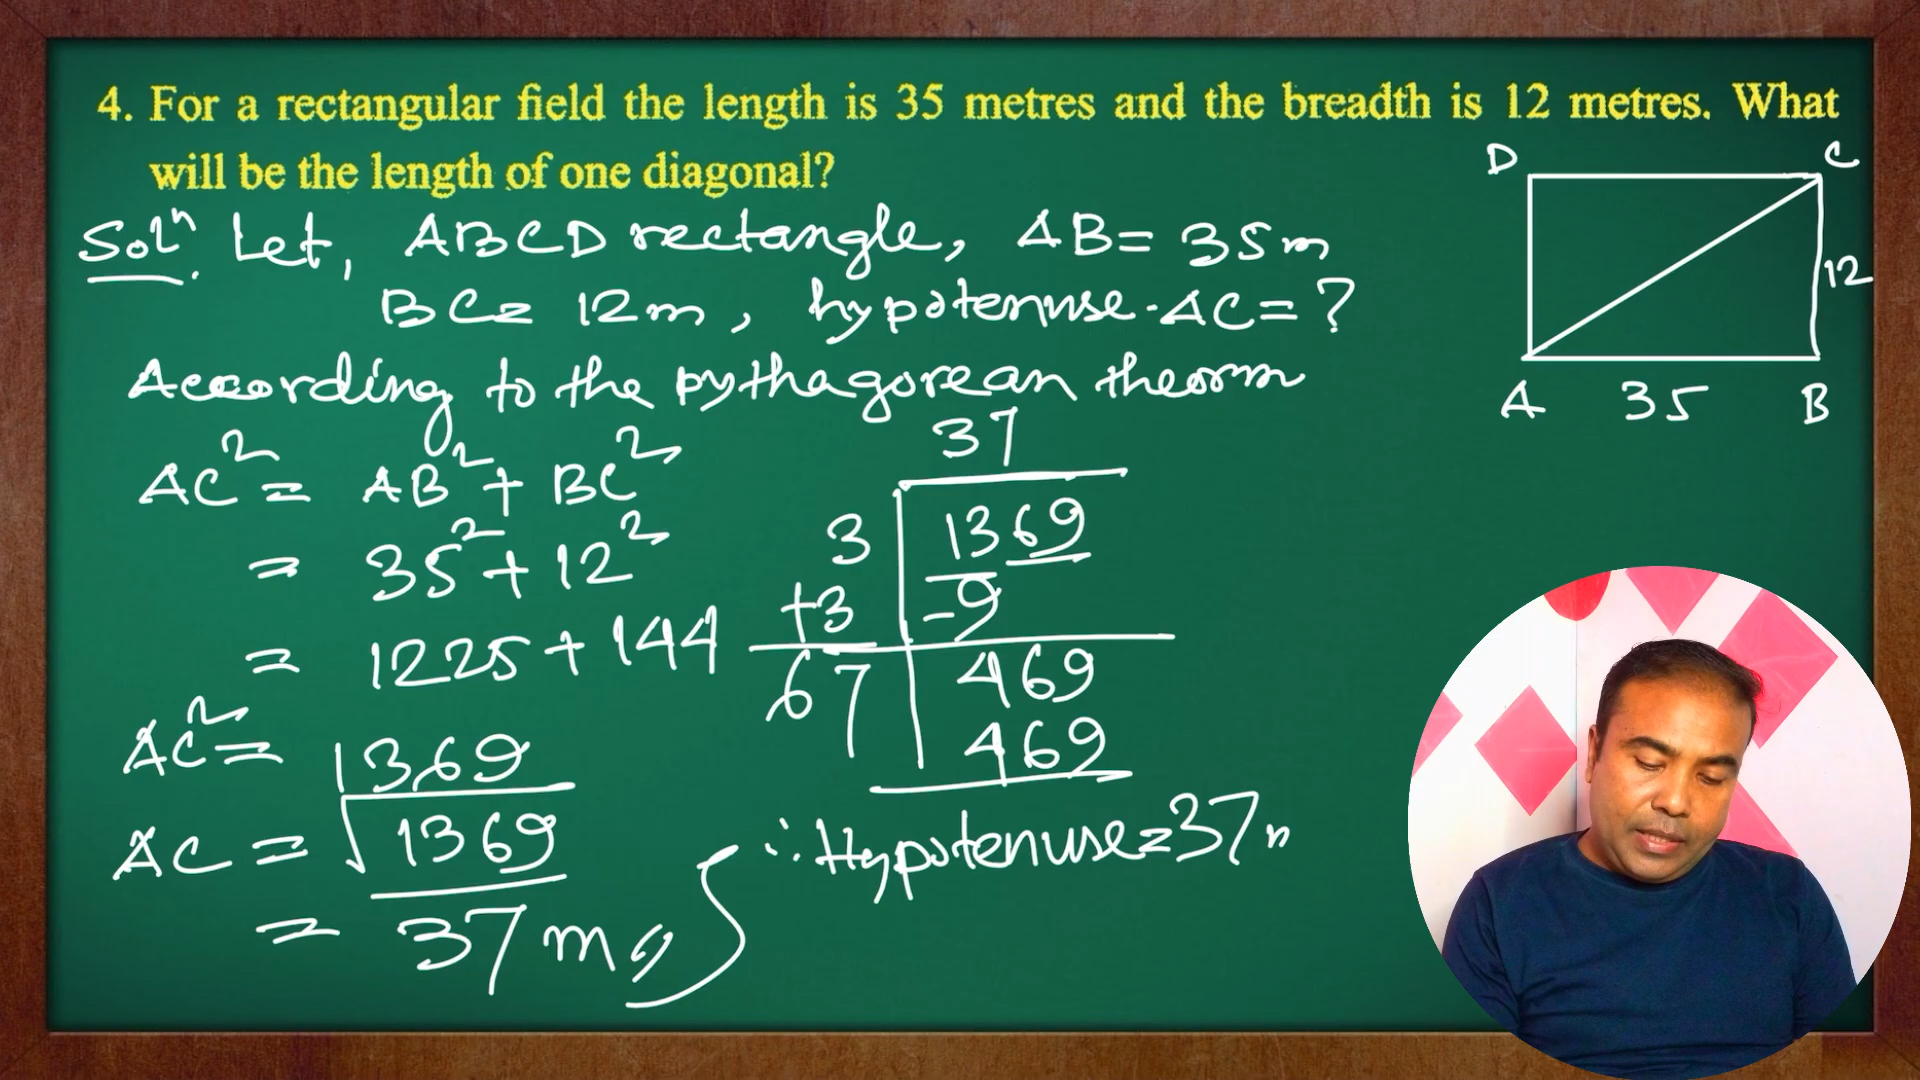 4. For a rectangular field the length is 35 metres and the breadth is 12 metres. What
will be the length of one diagonal?
Solⁿ. Let, ABCD rectangle, AB = 35m
BC = 12m, hypotenuse - AC = ?
According to the pythagorean theorm
AC² = AB² + BC²
= 35² + 12²
= 1225 + 144
AC² = 1369
AC = √1369
= 37 m
37
3 1369
+3 -9
67 469
469
∴ Hypotenuse = 37 m
D C
12
A 35 B